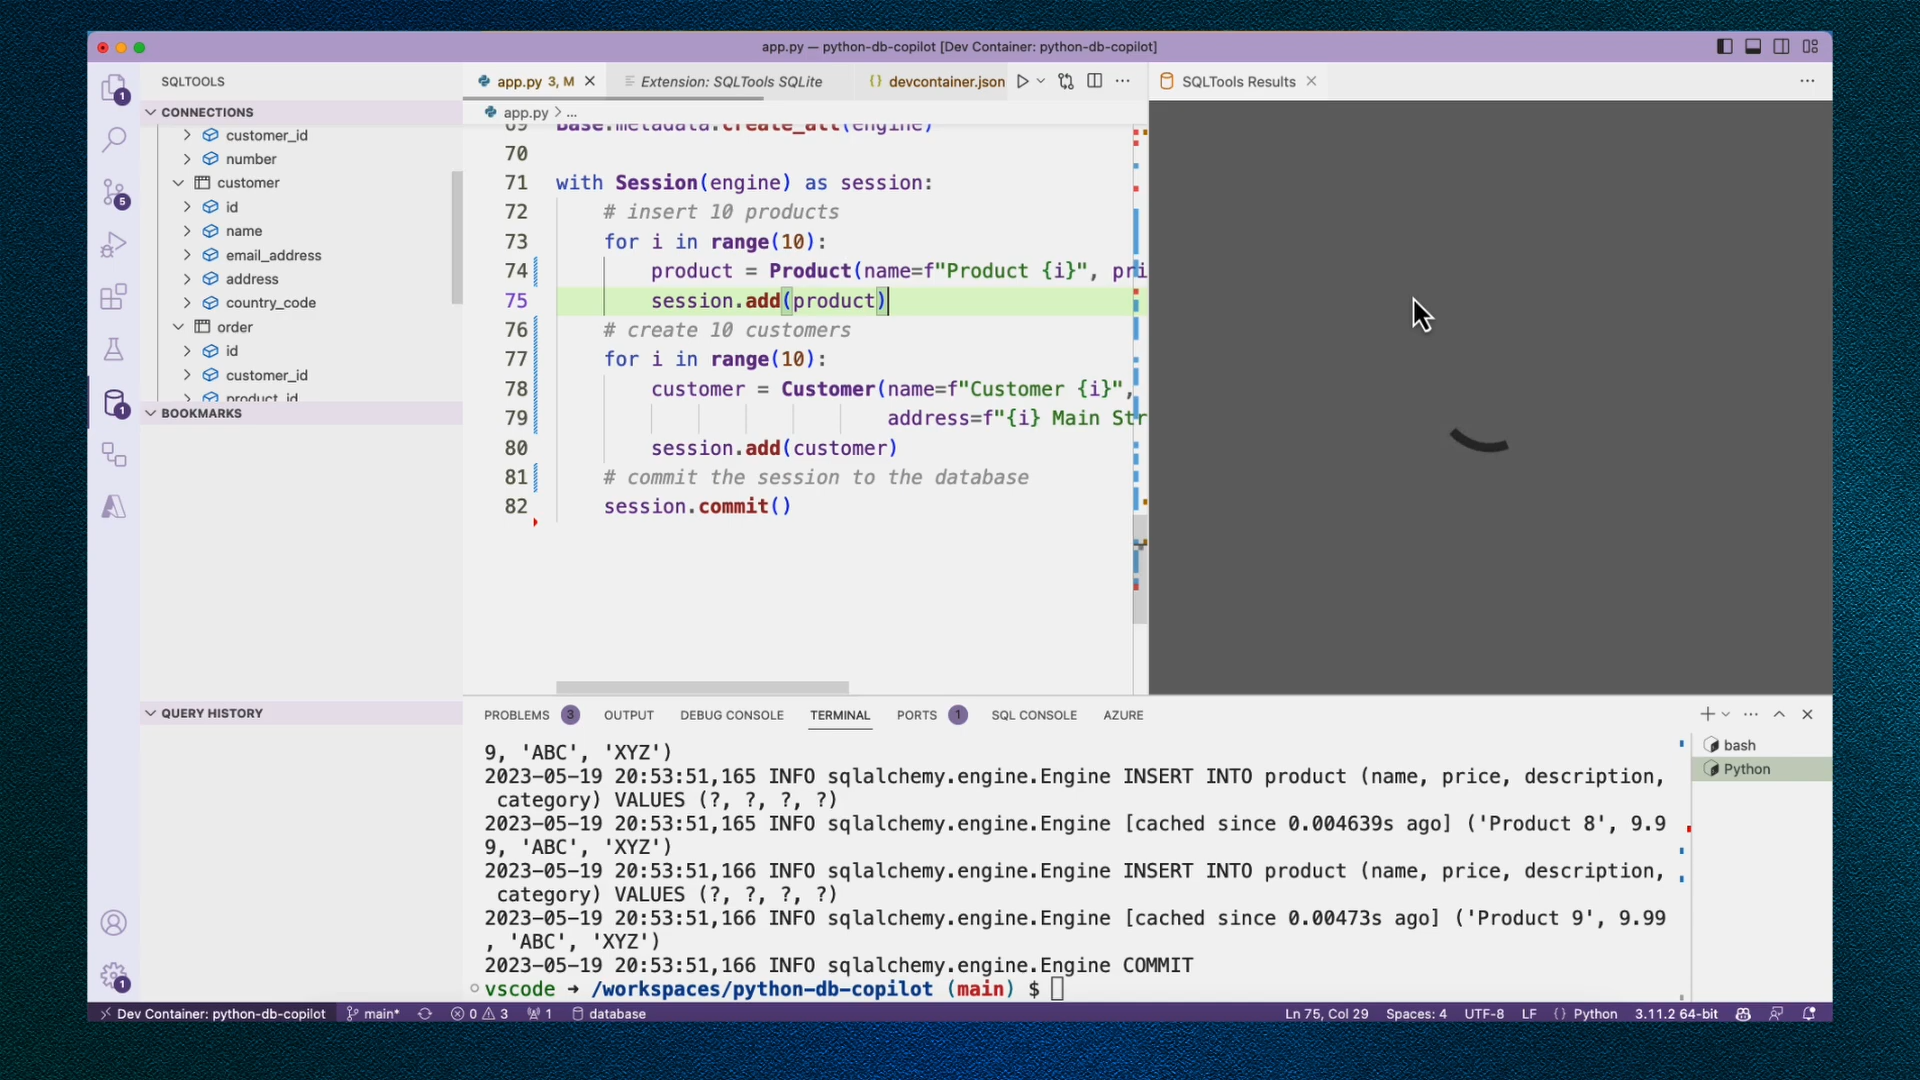 app.py — python-db-copilot [Dev Container: python-db-copilot]
SQLTOOLS
CONNECTIONS
customer_id
number
customer
id
name
email_address
address
country_code
order
id
customer_id
product_id
BOOKMARKS
QUERY HISTORY
1
5
1
1
app.py 3, M
Extension: SQLTools SQLite
{} devcontainer.json
SQLTools Results
app.py > ...
69 Base.metadata.create_all(engine)
70
71 with Session(engine) as session:
72 # insert 10 products
73 for i in range(10):
74 product = Product(name=f"Product {i}", pri
75 session.add(product)
76 # create 10 customers
77 for i in range(10):
78 customer = Customer(name=f"Customer {i}",
79 address=f"{i} Main Str
80 session.add(customer)
81 # commit the session to the database
82 session.commit()
PROBLEMS 3 OUTPUT DEBUG CONSOLE TERMINAL PORTS 1 SQL CONSOLE AZURE
9, 'ABC', 'XYZ')
2023-05-19 20:53:51,165 INFO sqlalchemy.engine.Engine INSERT INTO product (name, price, description,
category) VALUES (?, ?, ?, ?)
2023-05-19 20:53:51,165 INFO sqlalchemy.engine.Engine [cached since 0.004639s ago] ('Product 8', 9.9
9, 'ABC', 'XYZ')
2023-05-19 20:53:51,166 INFO sqlalchemy.engine.Engine INSERT INTO product (name, price, description,
category) VALUES (?, ?, ?, ?)
2023-05-19 20:53:51,166 INFO sqlalchemy.engine.Engine [cached since 0.00473s ago] ('Product 9', 9.99
, 'ABC', 'XYZ')
2023-05-19 20:53:51,166 INFO sqlalchemy.engine.Engine COMMIT
vscode → /workspaces/python-db-copilot (main) $
bash
Python
Dev Container: python-db-copilot main* 0 3 1 database Ln 75, Col 29 Spaces: 4 UTF-8 LF {} Python 3.11.2 64-bit